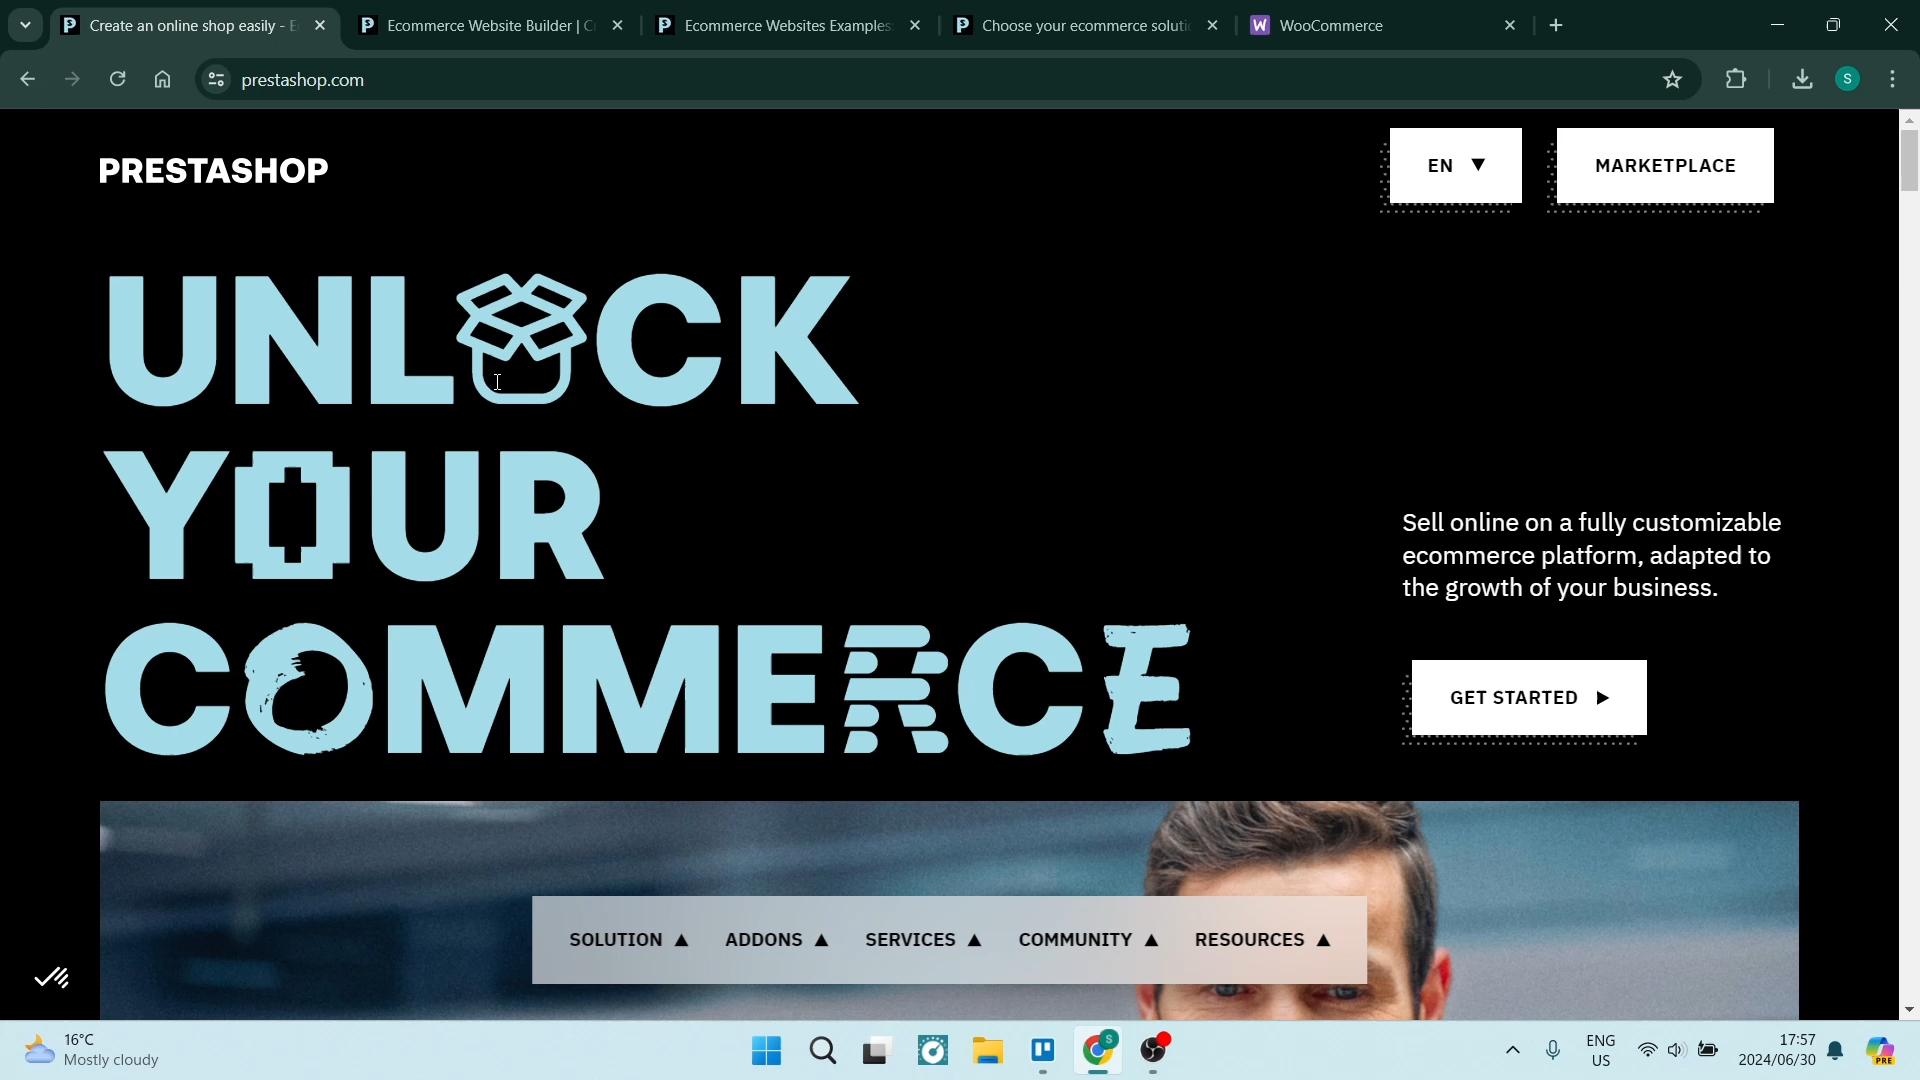 Create an online shop easily - E
Ecommerce Website Builder | C
Ecommerce Websites Examples
Choose your ecommerce soluti
WooCommerce
prestashop.com
S
PRESTASHOP
EN
MARKETPLACE
UNLOCK
YOUR
COMMERCE
Sell online on a fully customizable
ecommerce platform, adapted to
the growth of your business.
GET STARTED
SOLUTION
ADDONS
SERVICES
COMMUNITY
RESOURCES
16°C
Mostly cloudy
S
ENG
US
17:57
2024/06/30
PRE